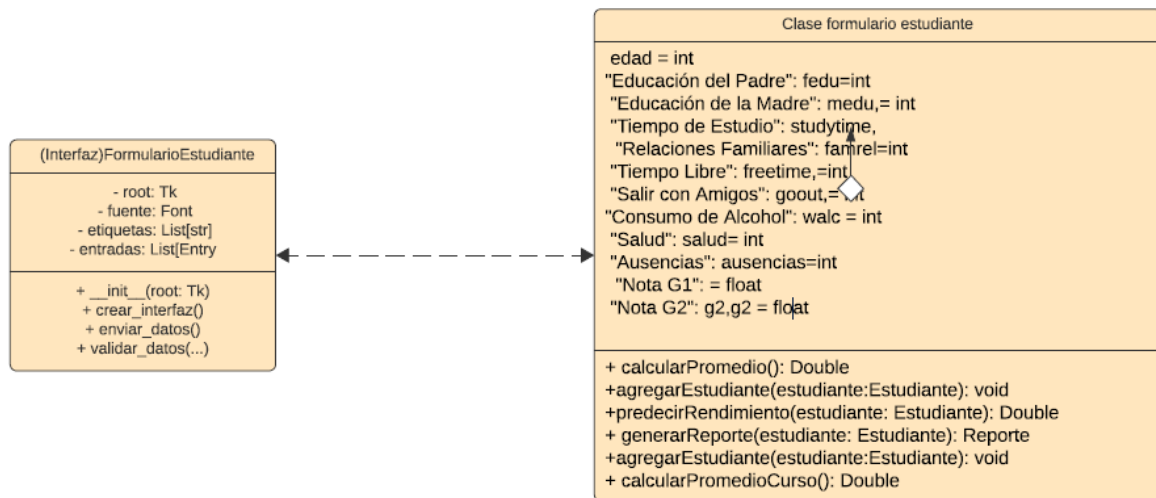 (Interfaz)FormularioEstudiante
- root: Tk
- fuente: Font
- etiquetas: List[str]
- entradas: List[Entry
+ __init__(root: Tk)
+ crear_interfaz()
+ enviar_datos()
+ validar_datos(...)
Clase formulario estudiante
edad = int
"Educación del Padre": fedu=int
"Educación de la Madre": medu,= int
"Tiempo de Estudio": studytime,
"Relaciones Familiares": famrel=int
"Tiempo Libre": freetime,=int
"Salir con Amigos": goout,= int
"Consumo de Alcohol": walc = int
"Salud": salud= int
"Ausencias": ausencias=int
"Nota G1": = float
"Nota G2": g2,g2 = float
+ calcularPromedio(): Double
+agregarEstudiante(estudiante:Estudiante): void
+predecirRendimiento(estudiante: Estudiante): Double
+ generarReporte(estudiante: Estudiante): Reporte
+agregarEstudiante(estudiante:Estudiante): void
+ calcularPromedioCurso(): Double